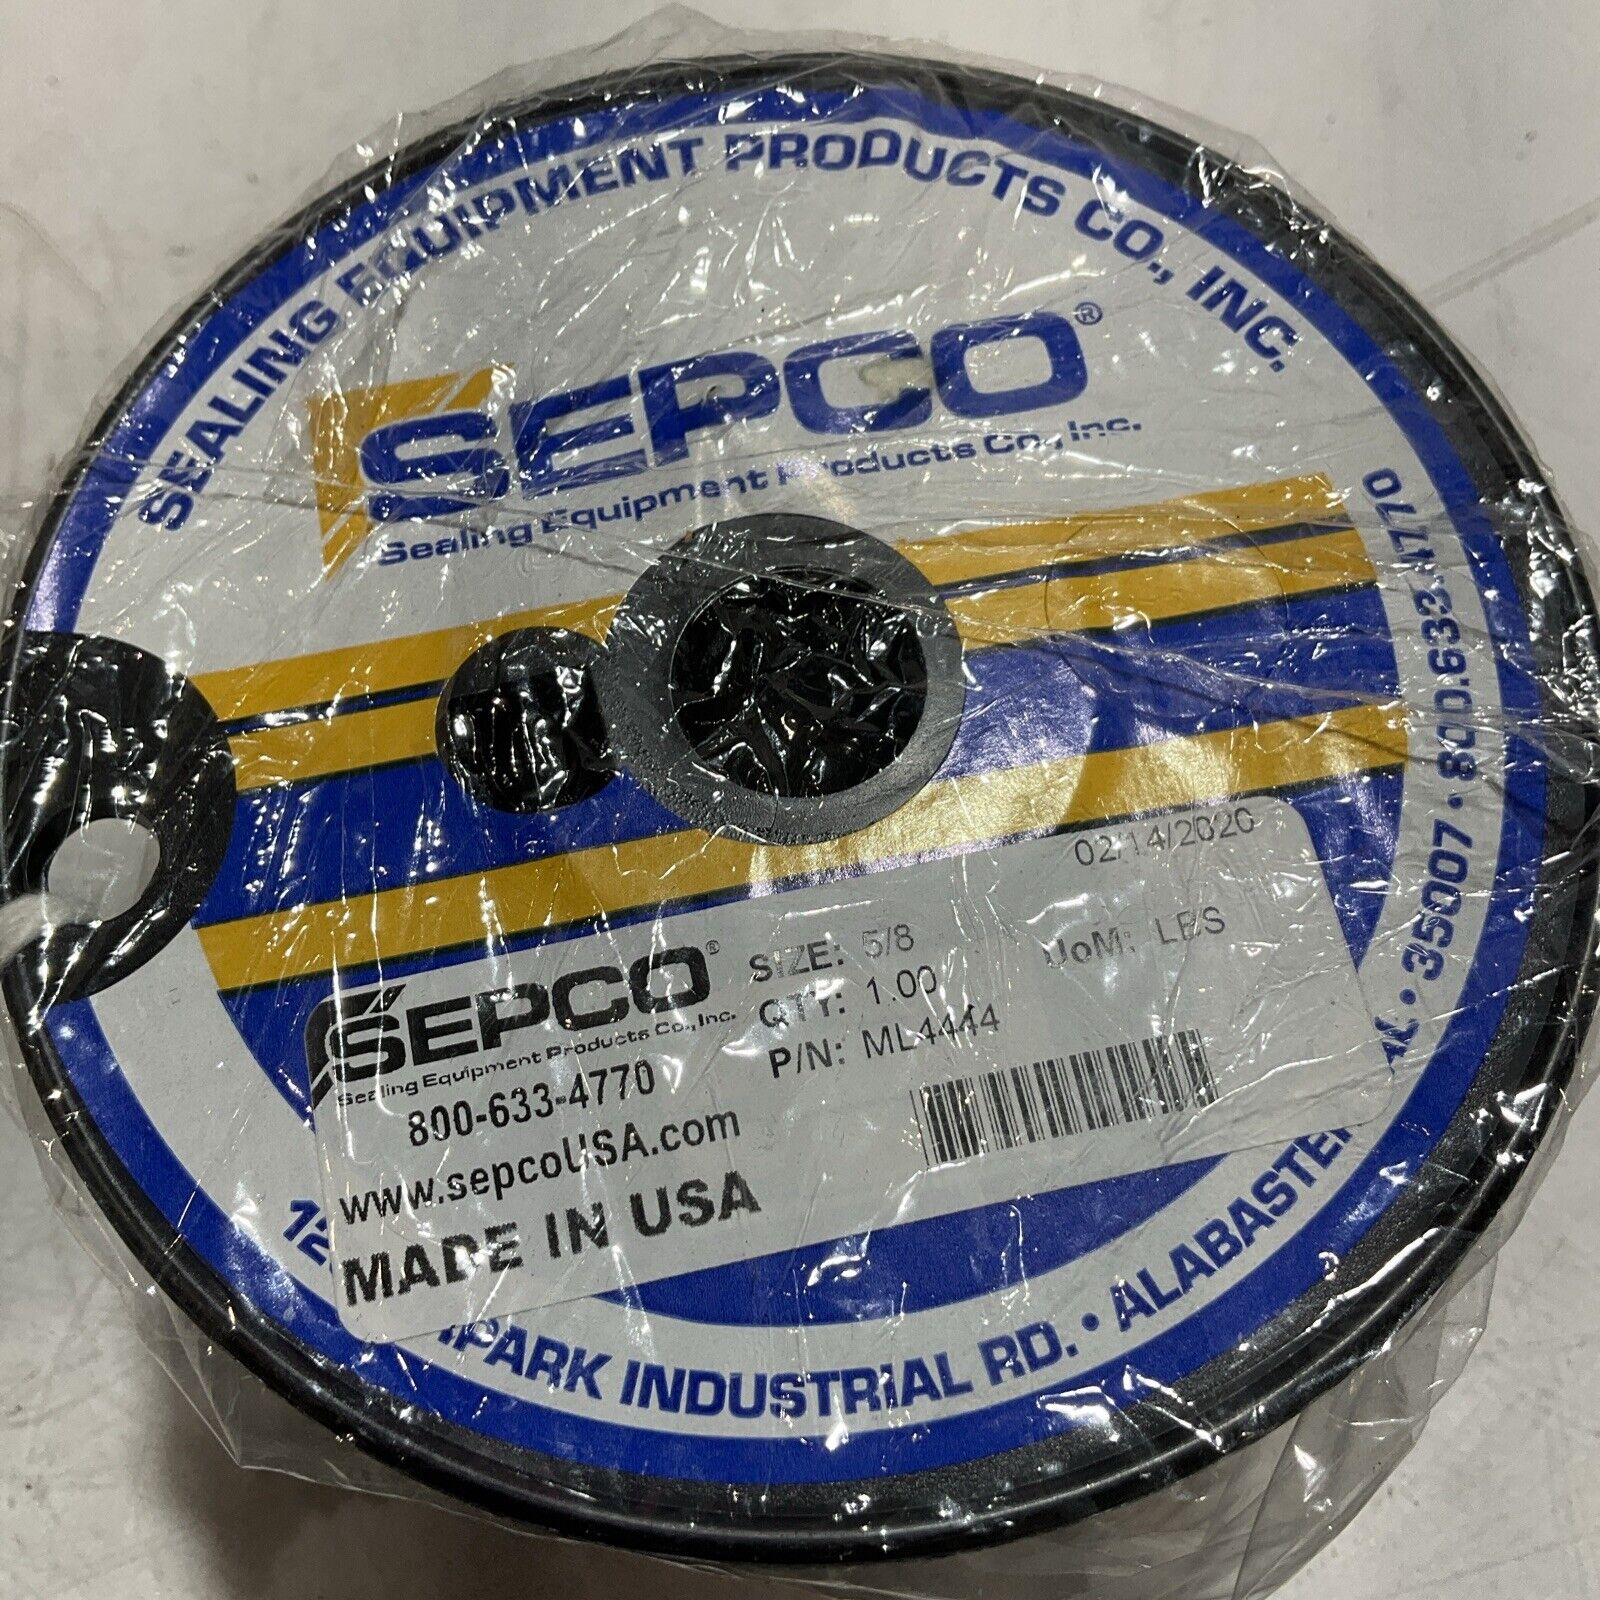 SEALING EQUIPMENT PRODUCTS CO., INC.
SEPCO®
Sealing Equipment Products Co., Inc.
02/14/2020
SEPCO®
Sealing Equipment Products Co., Inc.
800-633-4770
www.sepcoUSA.com
MADE IN USA
SIZE: 5/8
QTY: 1.00 UoM: LBS
P/N: ML4444
INDUSTRIAL RD. • ALABASTER • 35007 • 800.633.4770